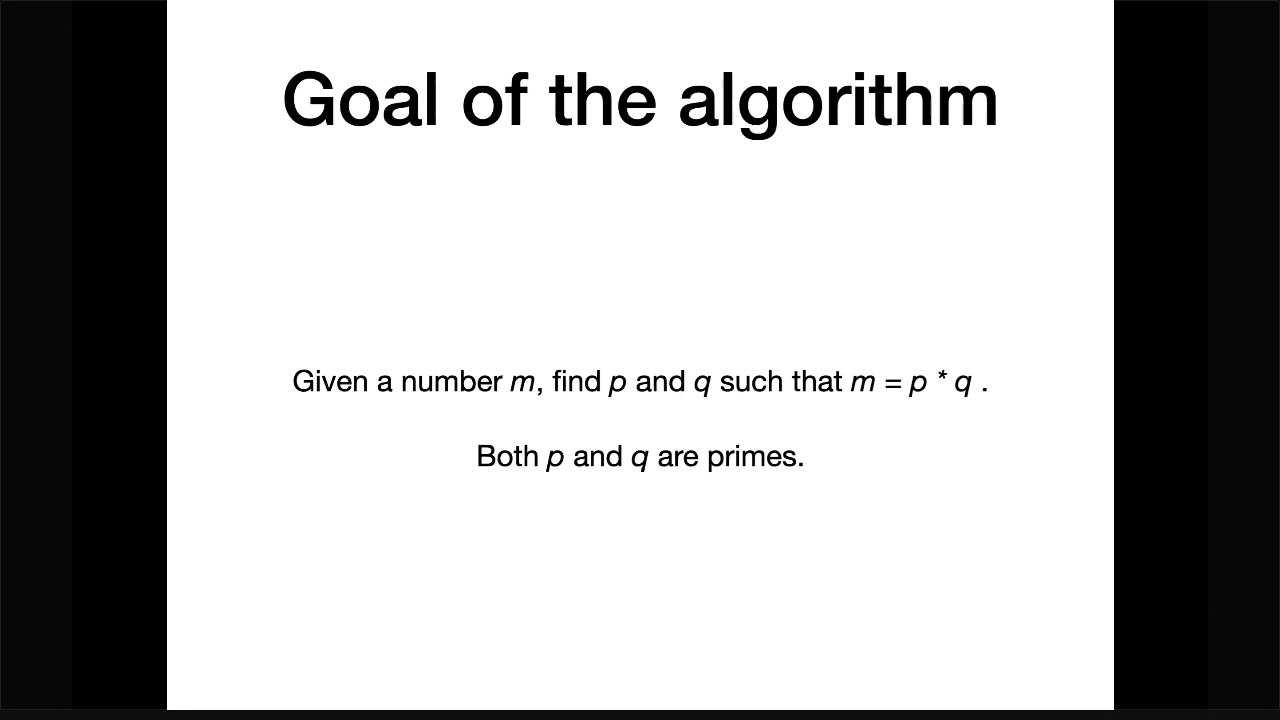 Goal of the algorithm
Given a number m, find p and q such that m = p * q .
Both p and q are primes.